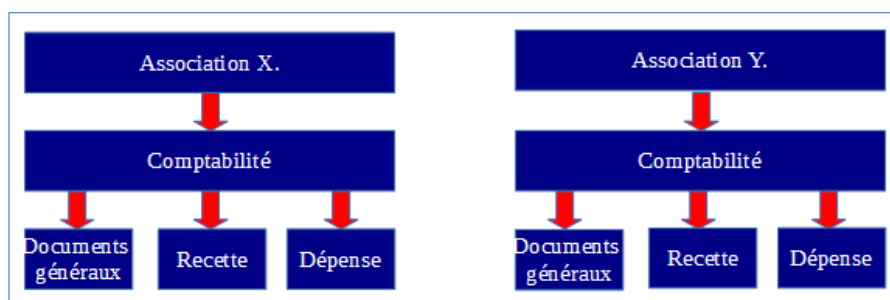 Association X.
Comptabilité
Documents
généraux
Recette
Dépense
Association Y.
Comptabilité
Documents
généraux
Recette
Dépense